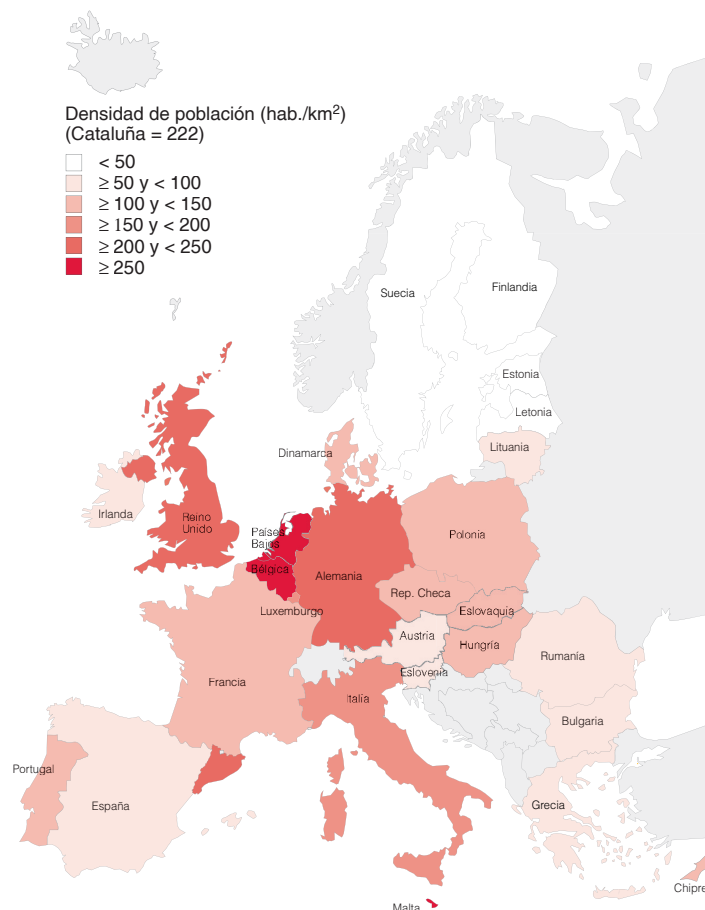 Densidad de población (hab./km²)
(Cataluña = 222)
< 50
≥ 50 y < 100
≥ 100 y < 150
≥ 150 y < 200
≥ 200 y < 250
≥ 250
Suecia
Finlandia
Estonia
Letonia
Lituania
Dinamarca
Irlanda
Reino
Unido
Países
Bajos
Polonia
Bélgica
Alemania
Rep. Checa
Luxemburgo
Eslovaquia
Austria
Hungría
Rumanía
Eslovenia
Francia
Italia
Bulgaria
Portugal
España
Grecia
Chipre
Malta